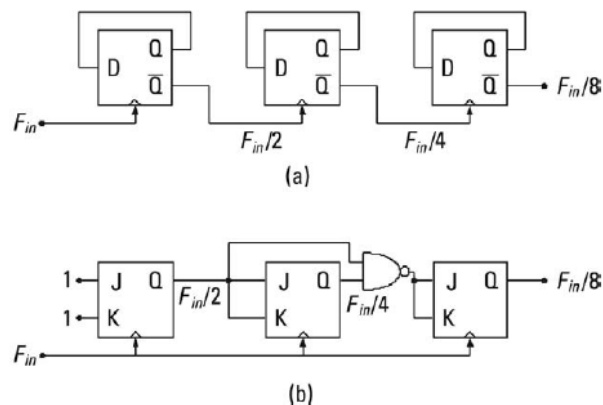 Q Q Q
D D D
Q̅ Q̅ Q̅ F_in/8
F_in
F_in/2 F_in/4
(a)
1 J Q J Q J Q F_in/8
F_in/2 F_in/4
1 K K K
F_in
(b)